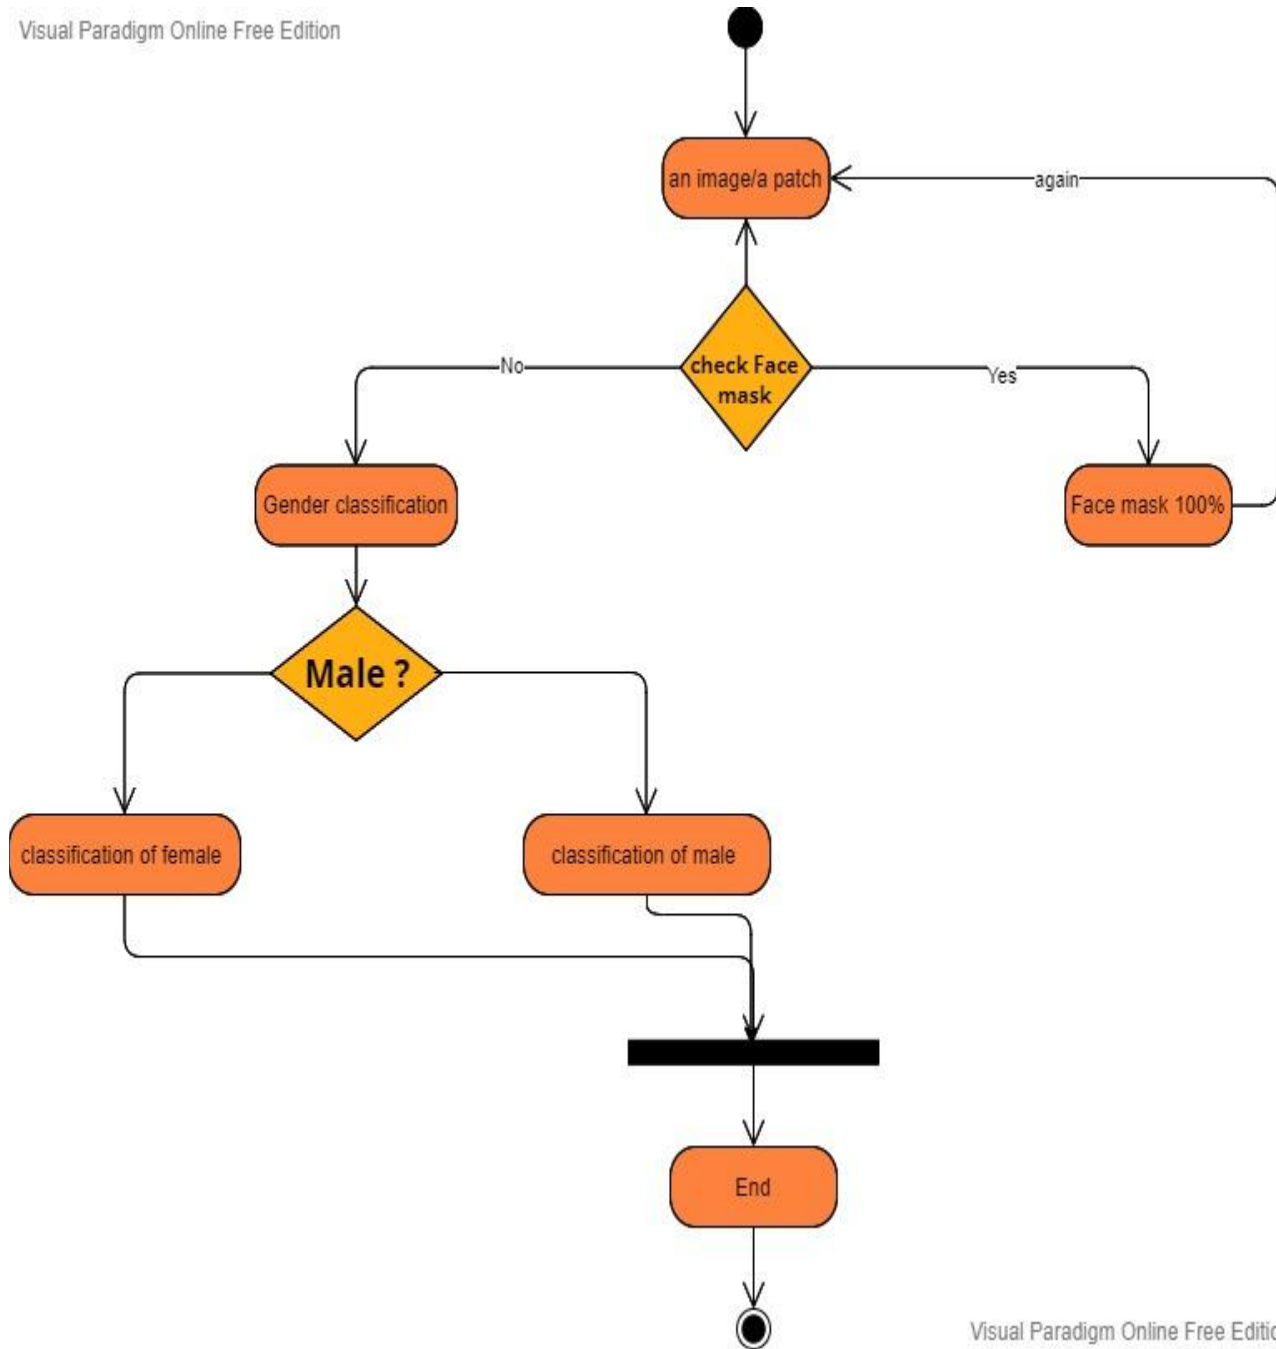 Visual Paradigm Online Free Edition
an image/a patch
again
check Face
mask
No
Yes
Gender classification
Face mask 100%
Male ?
classification of female
classification of male
End
Visual Paradigm Online Free Editio